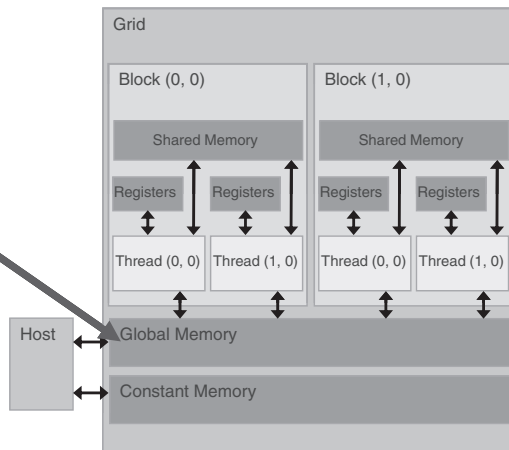 Grid
Block (0, 0)
Block (1, 0)
Shared Memory
Shared Memory
Registers
Registers
Registers
Registers
Thread (0, 0)
Thread (1, 0)
Thread (0, 0)
Thread (1, 0)
Host
Global Memory
Constant Memory